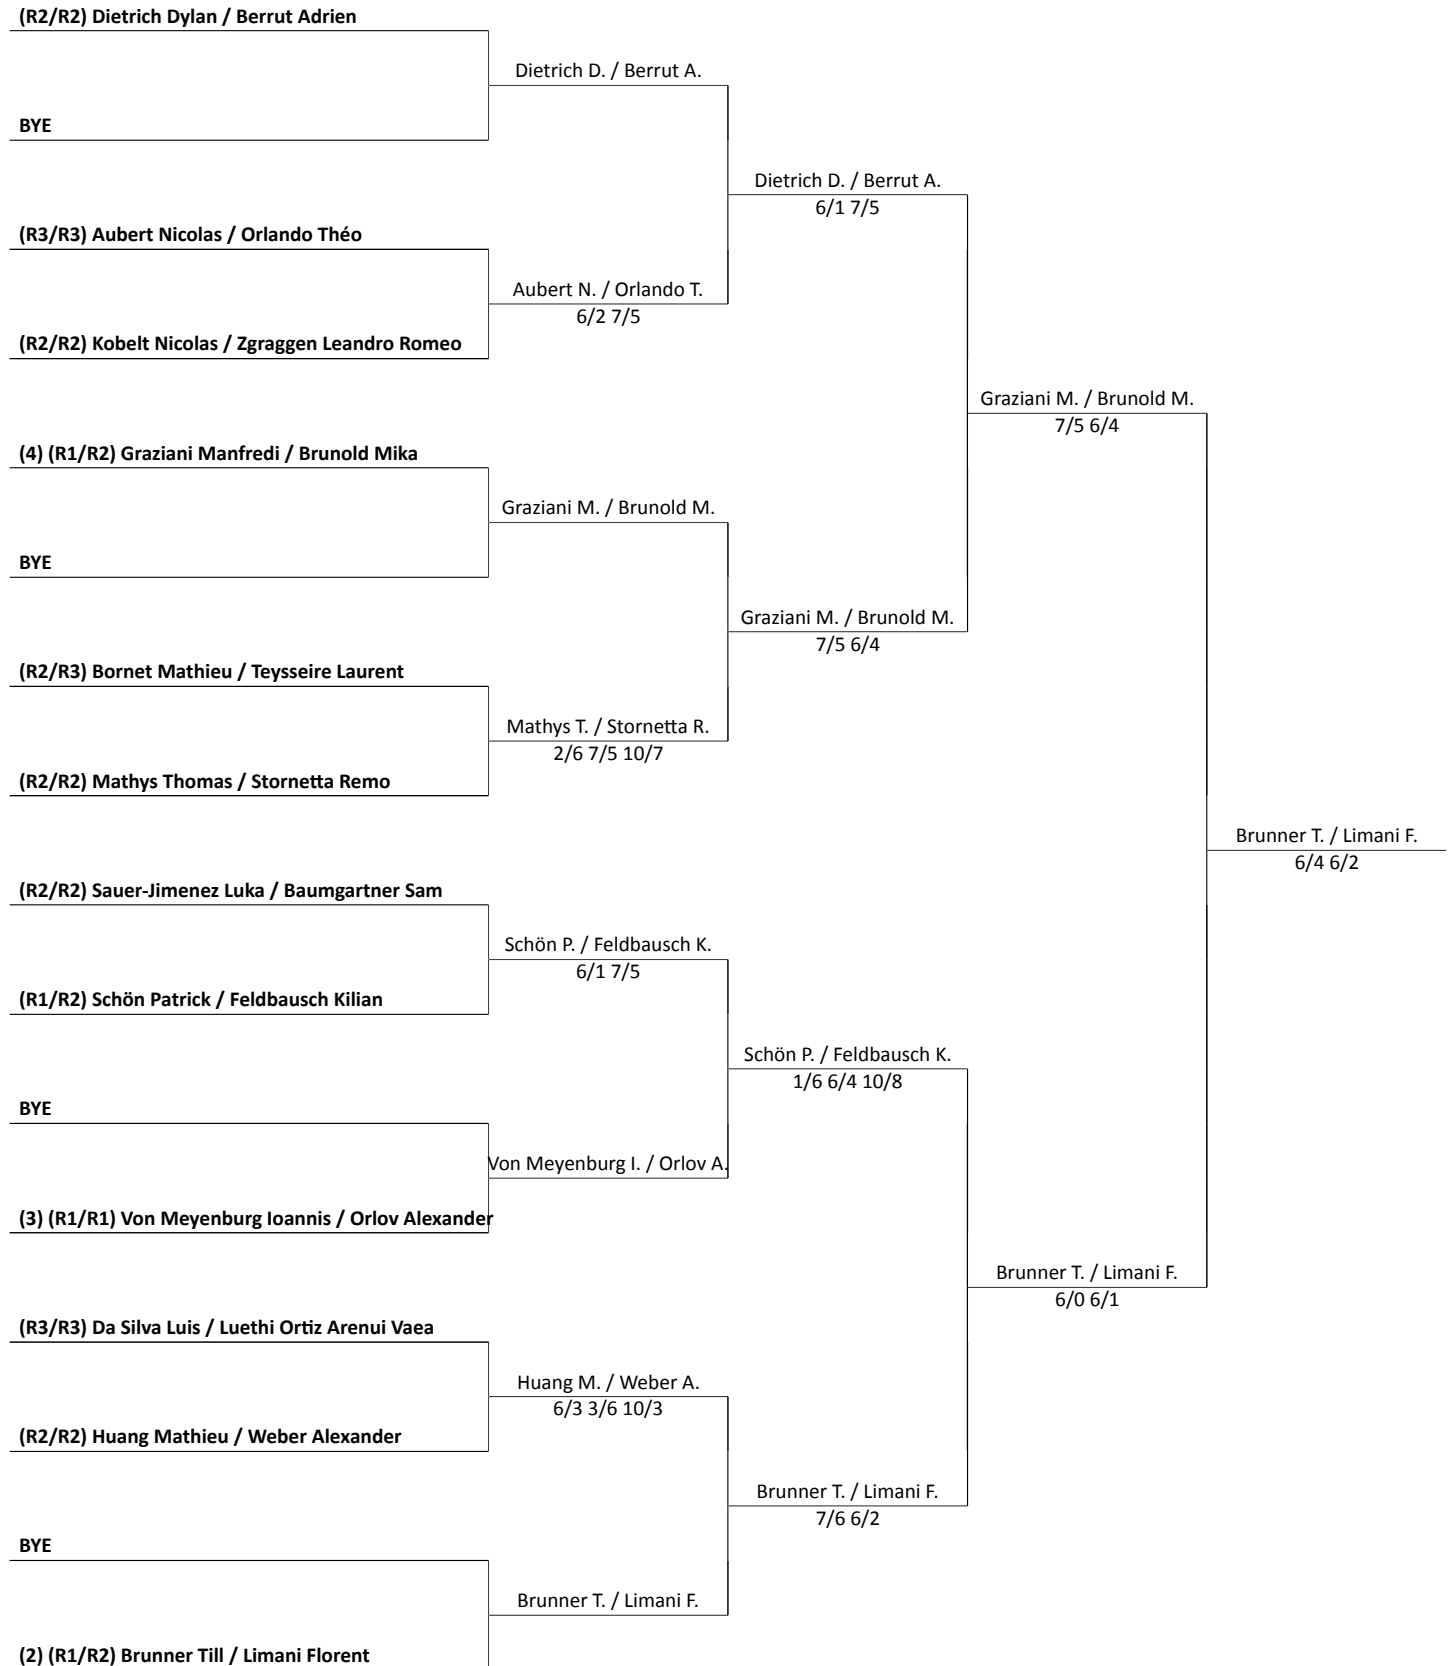 (R2/R2) Dietrich Dylan / Berrut Adrien
Dietrich D. / Berrut A.
BYE
Dietrich D. / Berrut A.
6/1 7/5
(R3/R3) Aubert Nicolas / Orlando Théo
Aubert N. / Orlando T.
6/2 7/5
(R2/R2) Kobelt Nicolas / Zgraggen Leandro Romeo
Graziani M. / Brunold M.
7/5 6/4
(4) (R1/R2) Graziani Manfredi / Brunold Mika
Graziani M. / Brunold M.
BYE
Graziani M. / Brunold M.
7/5 6/4
(R2/R3) Bornet Mathieu / Teysseire Laurent
Mathys T. / Stornetta R.
2/6 7/5 10/7
(R2/R2) Mathys Thomas / Stornetta Remo
Brunner T. / Limani F.
6/4 6/2
(R2/R2) Sauer-Jimenez Luka / Baumgartner Sam
Schön P. / Feldbausch K.
6/1 7/5
(R1/R2) Schön Patrick / Feldbausch Kilian
Schön P. / Feldbausch K.
1/6 6/4 10/8
BYE
Von Meyenburg I. / Orlov A.
(3) (R1/R1) Von Meyenburg Ioannis / Orlov Alexander
Brunner T. / Limani F.
6/0 6/1
(R3/R3) Da Silva Luis / Luethi Ortiz Arenui Vaea
Huang M. / Weber A.
6/3 3/6 10/3
(R2/R2) Huang Mathieu / Weber Alexander
Brunner T. / Limani F.
7/6 6/2
BYE
Brunner T. / Limani F.
(2) (R1/R2) Brunner Till / Limani Florent